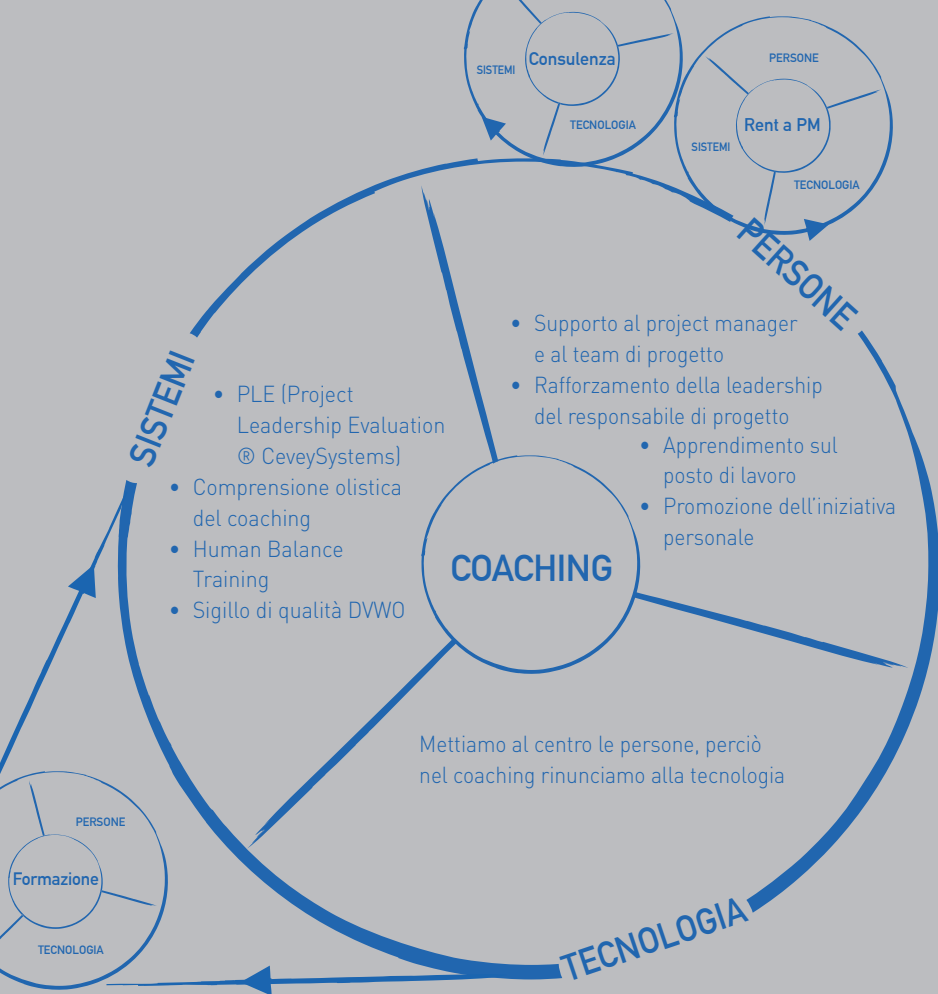 Consulenza
SISTEMI
TECNOLOGIA
PERSONE
Rent a PM
SISTEMI
TECNOLOGIA
PERSONE
• Supporto al project manager
e al team di progetto
• Rafforzamento della leadership
del responsabile di progetto
• Apprendimento sul
posto di lavoro
• Promozione dell'iniziativa
personale
SISTEMI
• PLE (Project
Leadership Evaluation
® CeveySystems)
• Comprensione olistica
del coaching
• Human Balance
Training
• Sigillo di qualità DVWO
COACHING
Mettiamo al centro le persone, perciò
nel coaching rinunciamo alla tecnologia
TECNOLOGIA
PERSONE
Formazione
TECNOLOGIA